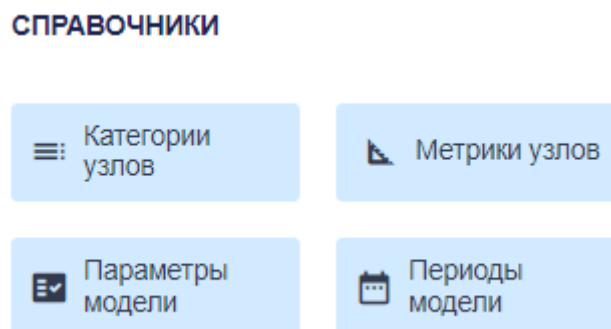 СПРАВОЧНИКИ
Категории
узлов
Метрики узлов
Параметры
модели
Периоды
модели